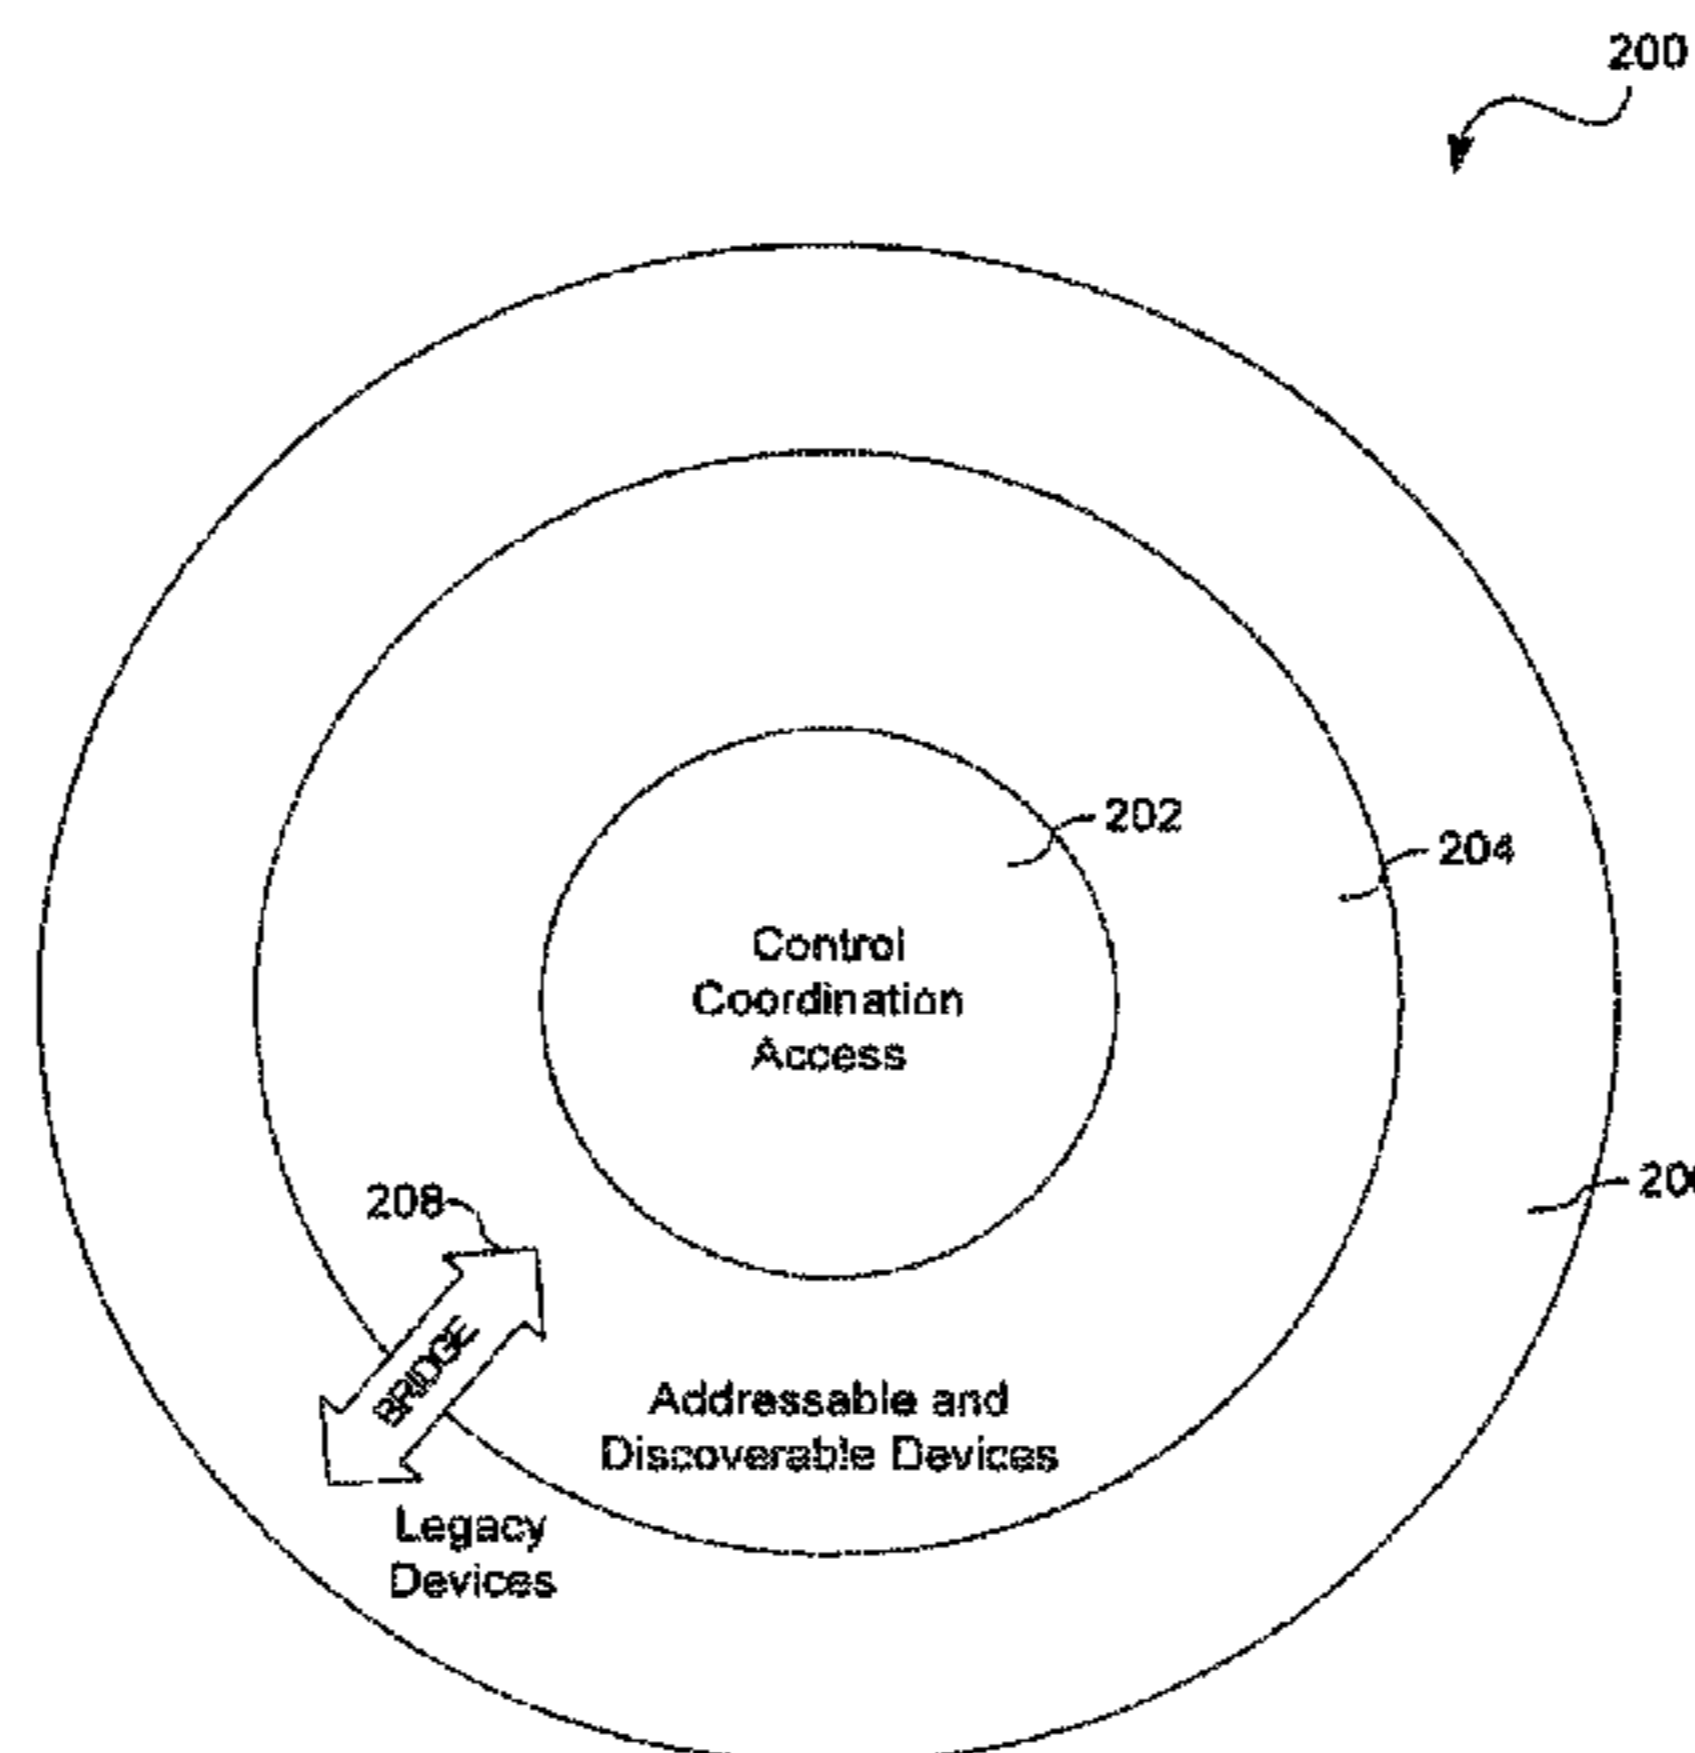 200
202
204
Control
Coordination
Access
208
BRIDGE
Addressable and
Discoverable Devices
Legacy
Devices